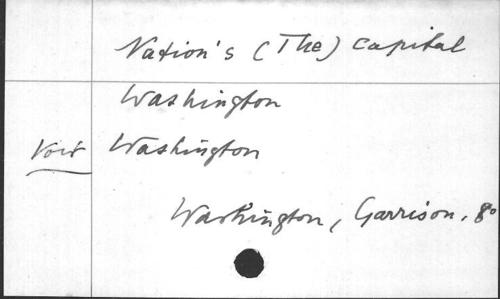 Nation's (The) capital
Washington
Voir Washington
Washington, Garrison, 8°